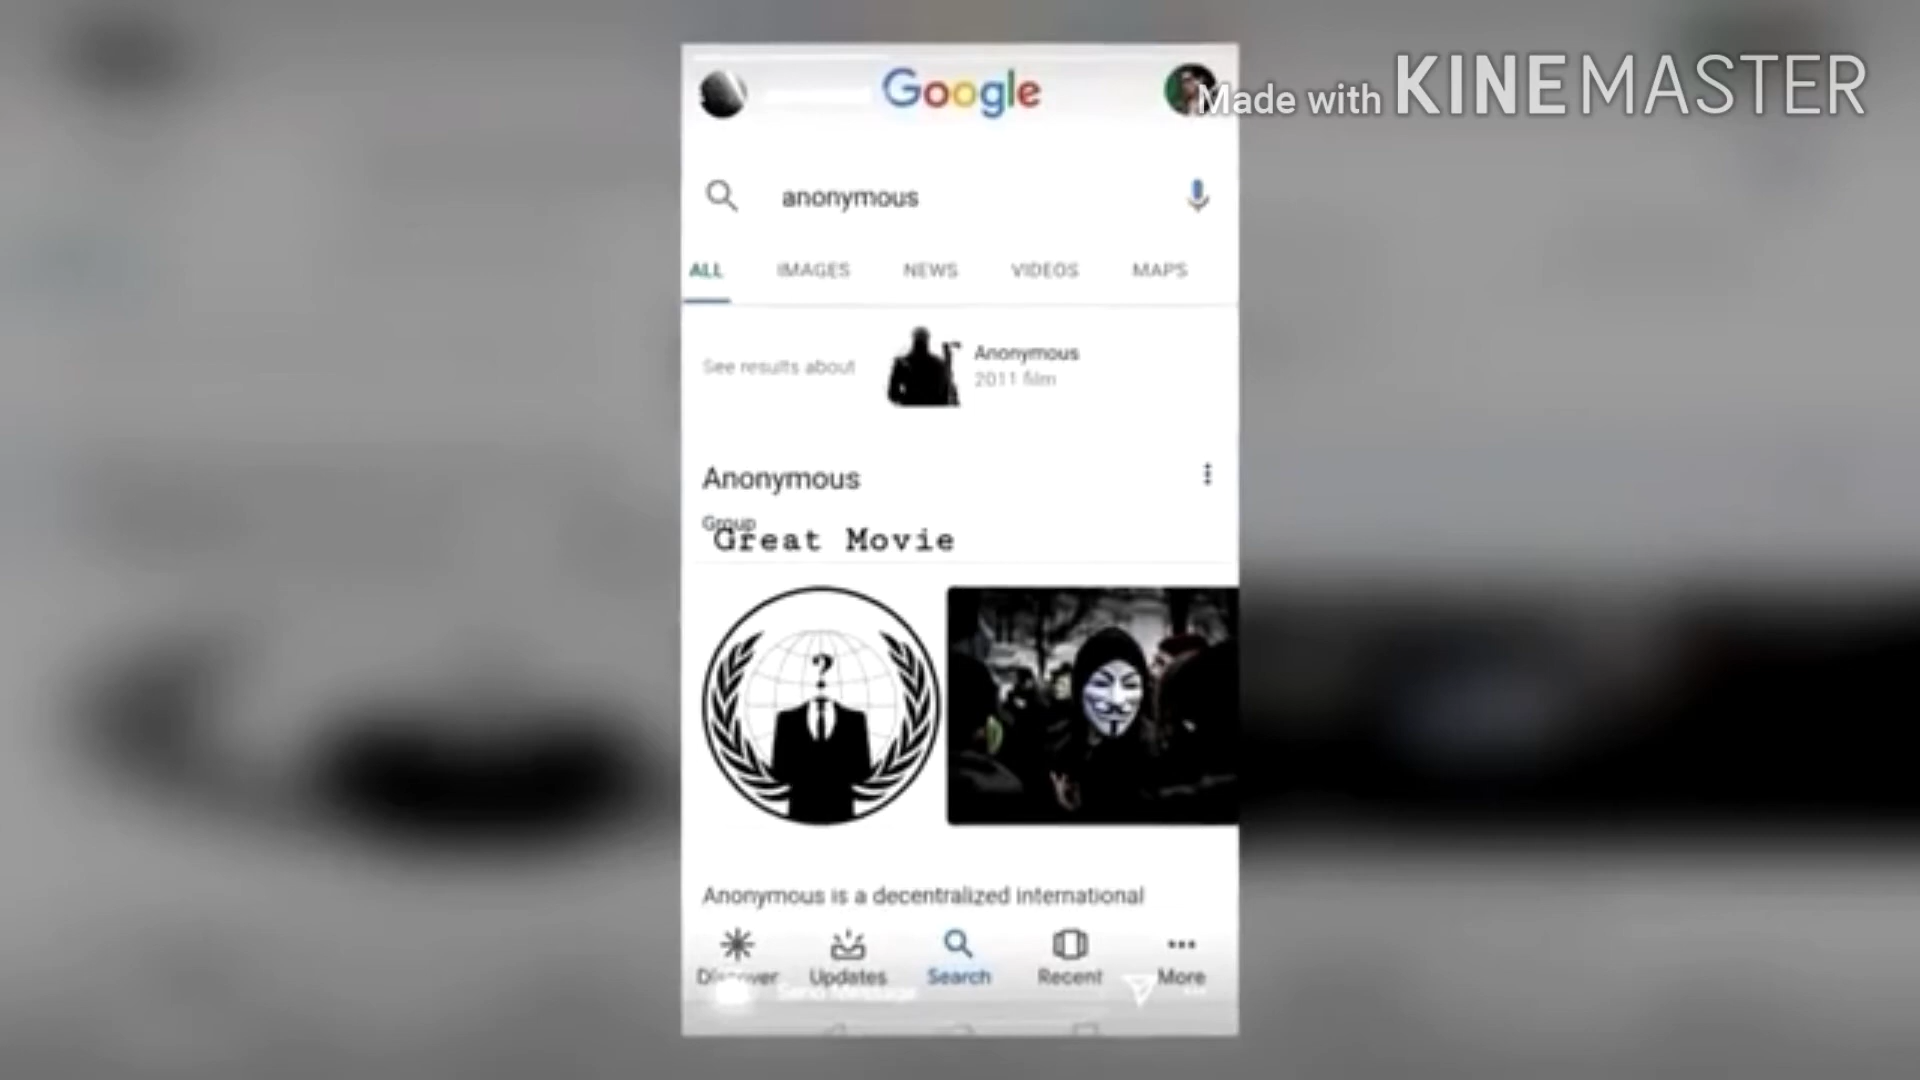 Google
Made with KINEMASTER
anonymous
ALL IMAGES NEWS VIDEOS MAPS
See results about
Anonymous
2011 film
Anonymous
Group
Great Movie
?
Anonymous is a decentralized international
Discover Updates Search Recent More